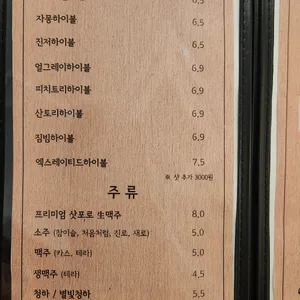 6.5
자몽하이볼 6.5
진저하이볼 6.5
얼그레이하이볼 6.9
피치트리하이볼 6.9
산토리하이볼 6.9
짐빔하이볼 6.9
엑스레이티드하이볼 7.5
※ 샷 추가 3000원
주류
프리미엄 삿포로 生맥주 8.0
소주 (참이슬, 처음처럼, 진로, 새로) 5.0
맥주 (카스, 테라) 5.0
생맥주 (테라) 4.5
청하 / 별빛청하 5.5